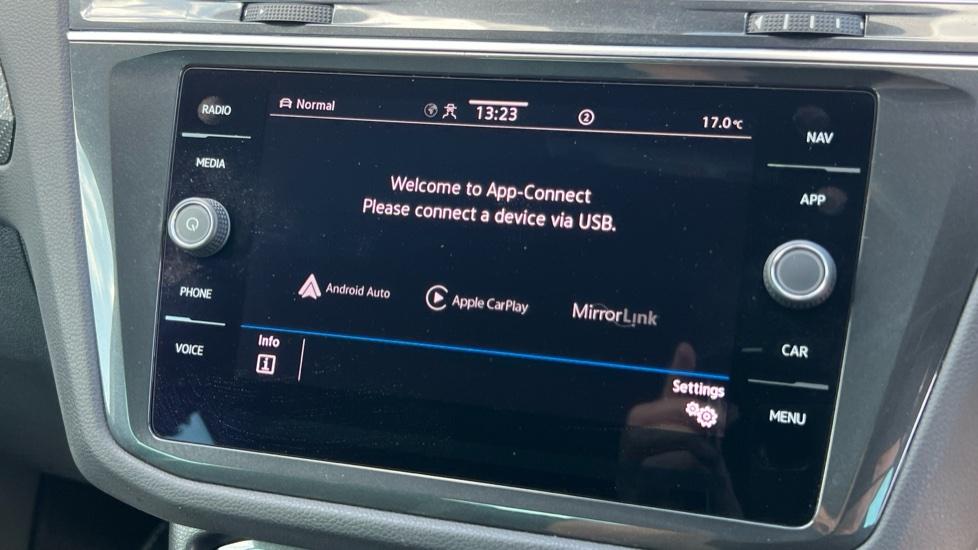 RADIO
MEDIA
PHONE
VOICE
Normal
13:23
2
17.0°C
Welcome to App-Connect
Please connect a device via USB.
Android Auto
Apple CarPlay
MirrorLink
Info
i
Settings
NAV
APP
CAR
MENU